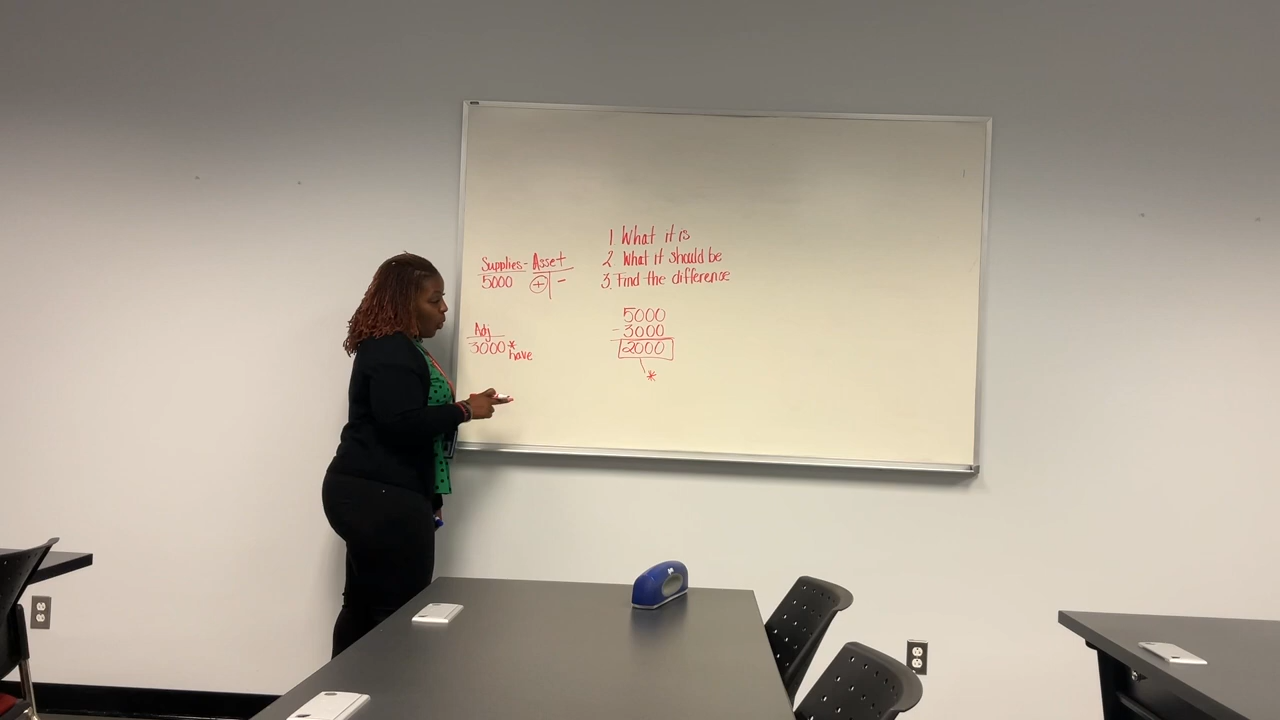 Supplies - Asset
5000 + -
Adj
3000 * have
1 What it is
2 What it should be
3. Find the difference
5000
- 3000
2000
*